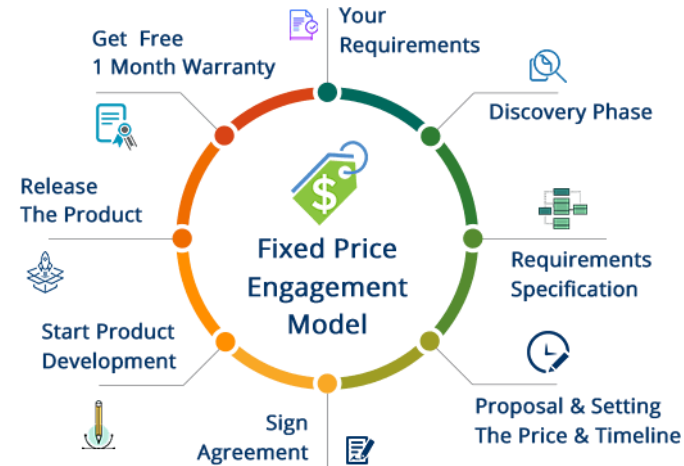 Your
Requirements
Discovery Phase
Requirements
Specification
Proposal & Setting
The Price & Timeline
Sign
Agreement
Start Product
Development
Release
The Product
Get Free
1 Month Warranty
$
Fixed Price
Engagement
Model